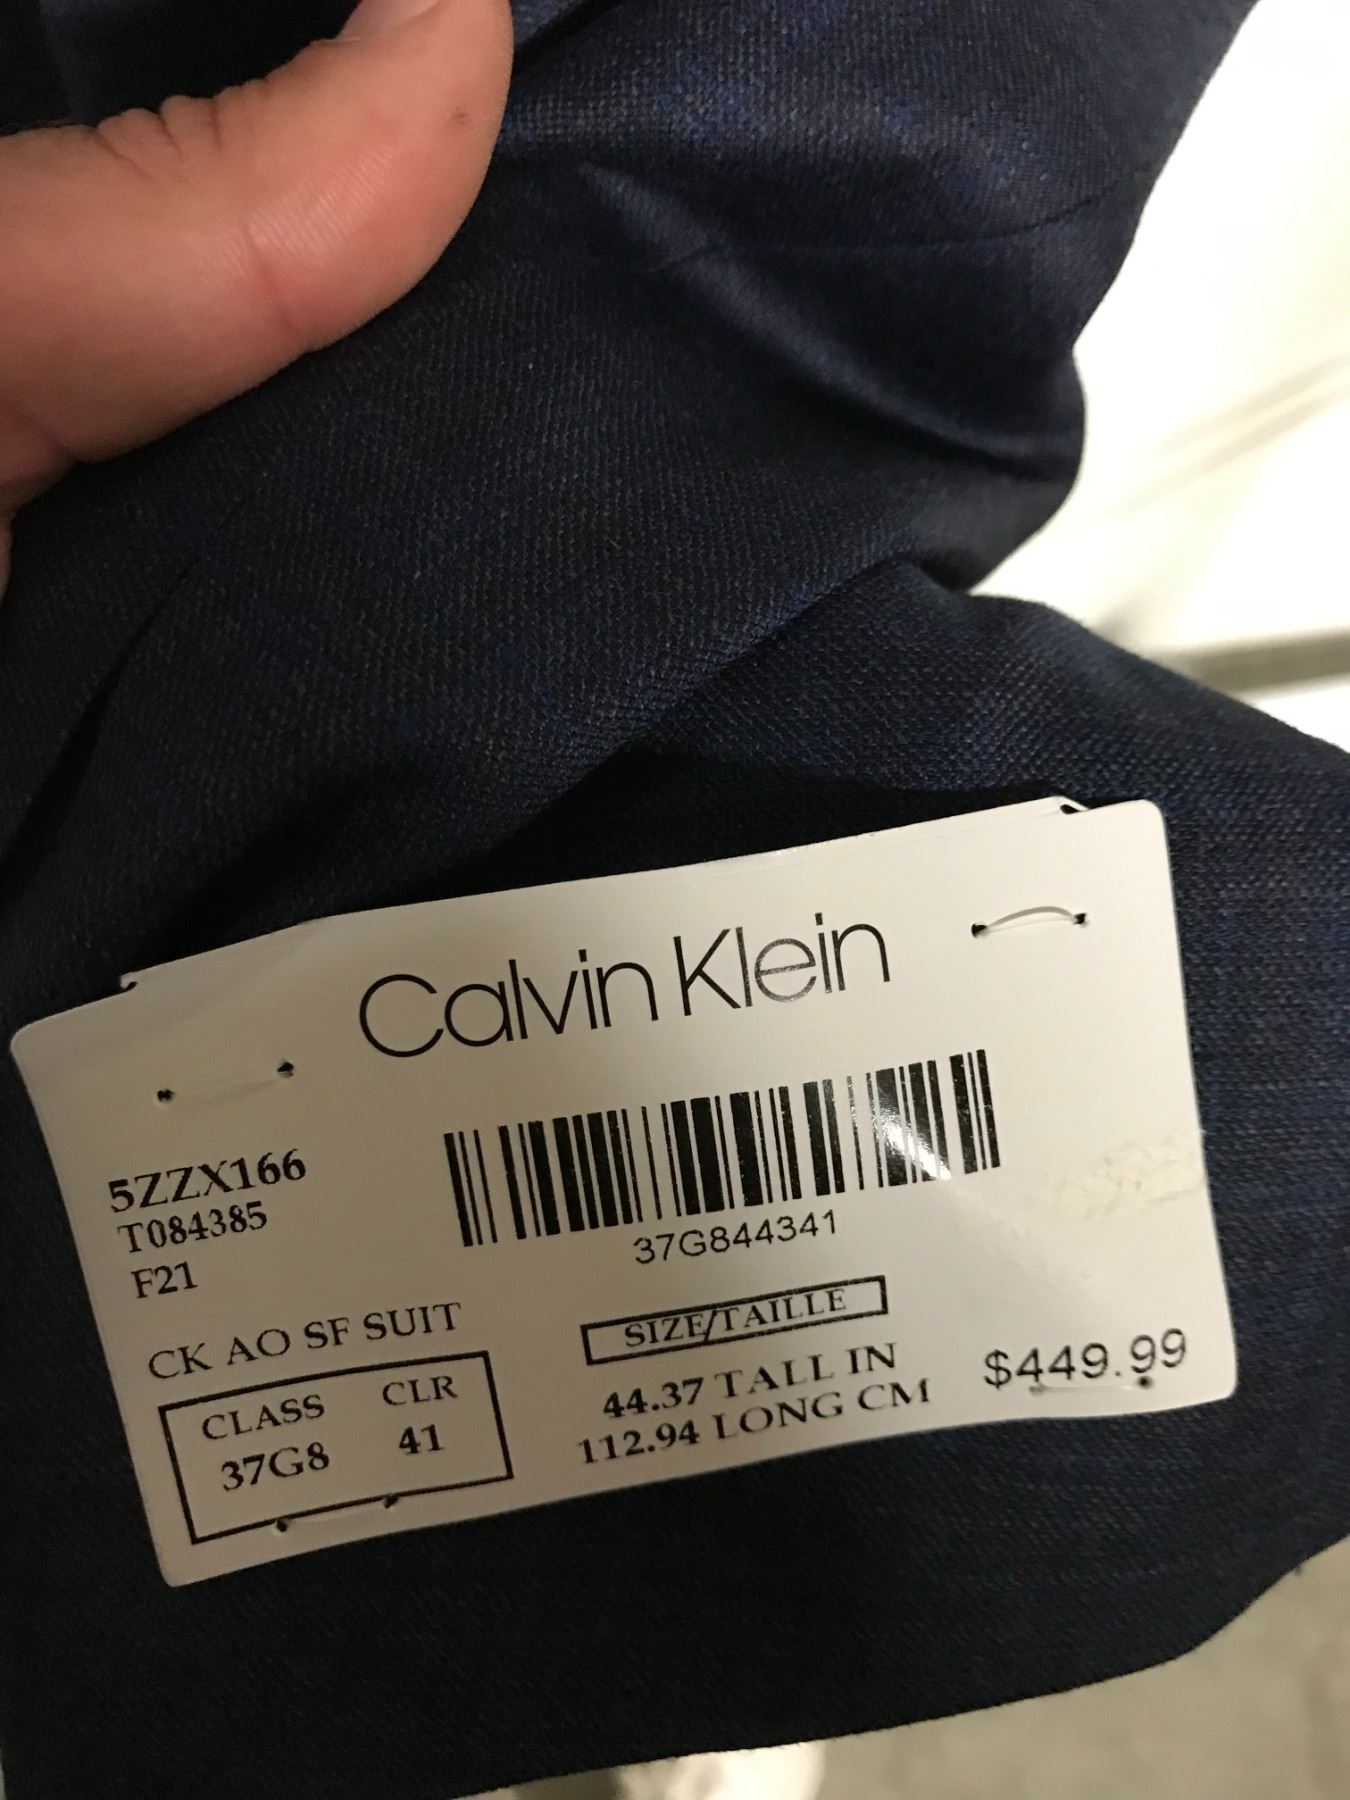 Calvin Klein
5ZZX166
T084385
F21
37G844341
CK AO SF SUIT
SIZE/TAILLE
CLASS CLR
37G8 41
44.37 TALL IN
112.94 LONG CM
$449.99